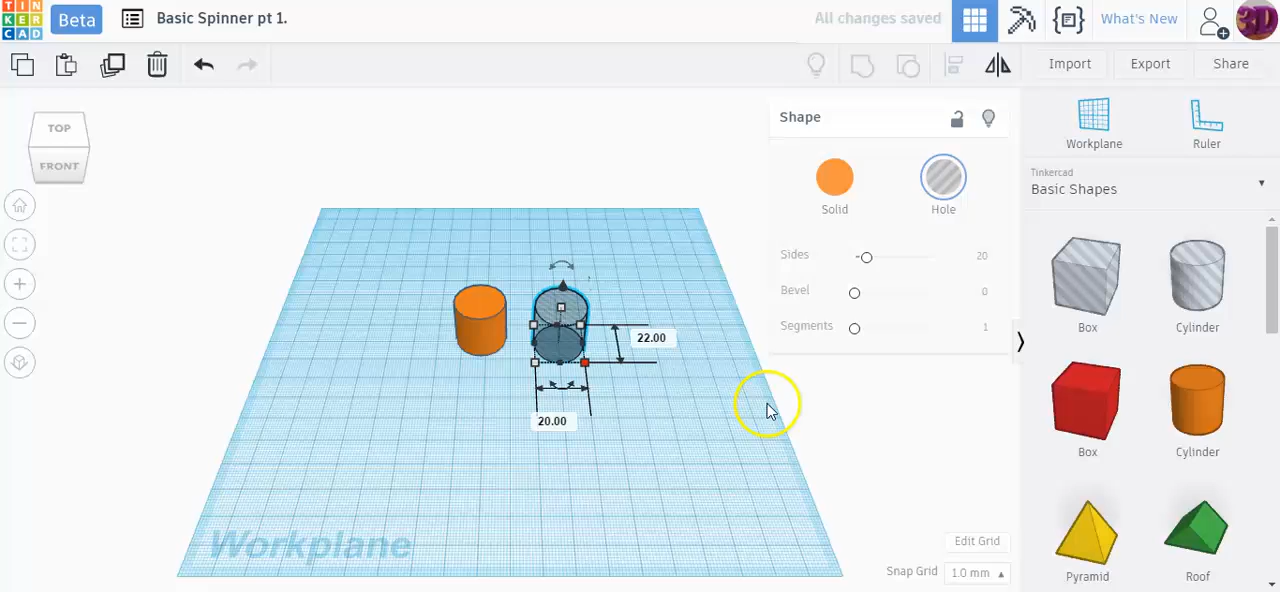 TIN
KER
CAD
Beta
Basic Spinner pt 1.
All changes saved
What's New
3D
Import
Export
Share
TOP
FRONT
Shape
Solid
Hole
Sides
20
Bevel
0
Segments
1
Workplane
Ruler
Tinkercad
Basic Shapes
Box
Cylinder
Box
Cylinder
Pyramid
Roof
22.00
20.00
Workplane
Edit Grid
Snap Grid
1.0 mm